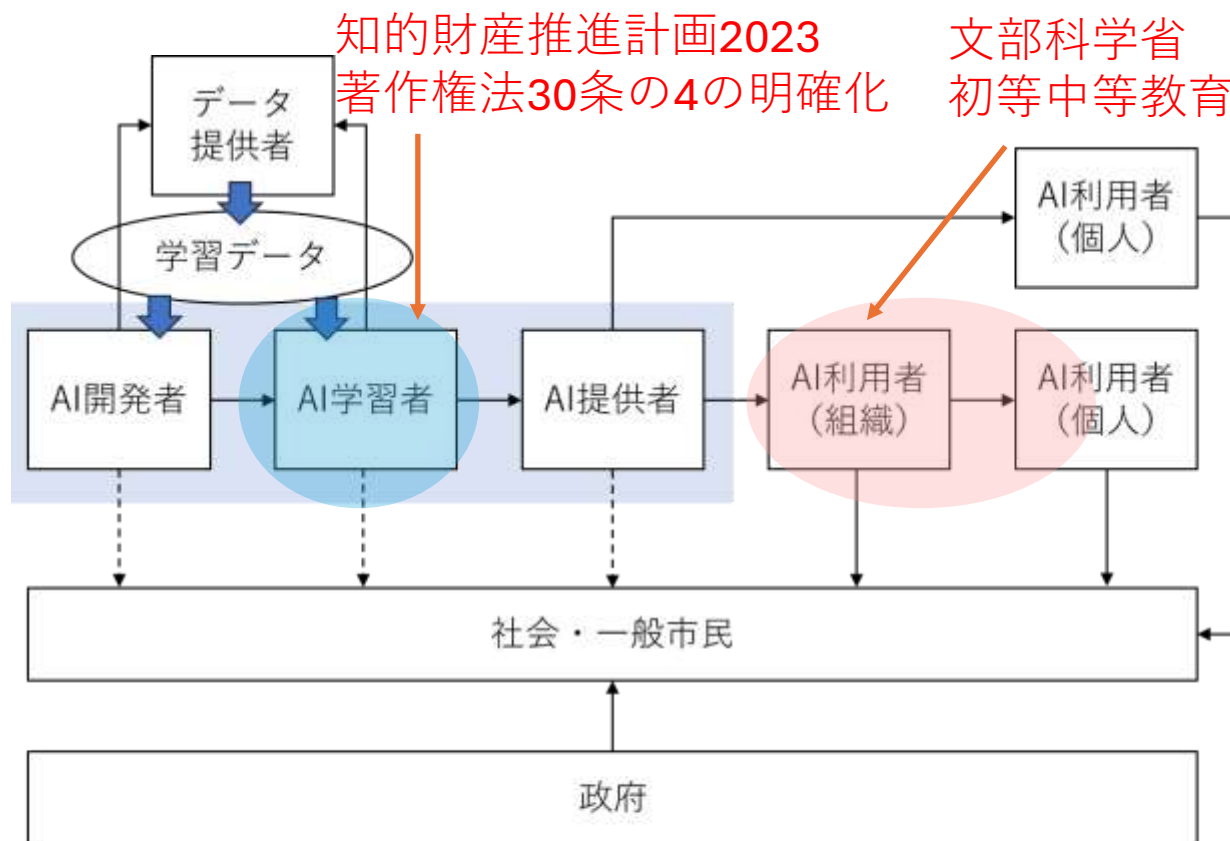 知的財産推進計画2023
著作権法30条の4の明確化
文部科学省
初等中等教育
データ
提供者
学習データ
AI利用者
（個人）
AI開発者
AI学習者
AI提供者
AI利用者
（組織）
AI利用者
（個人）
社会・一般市民
政府